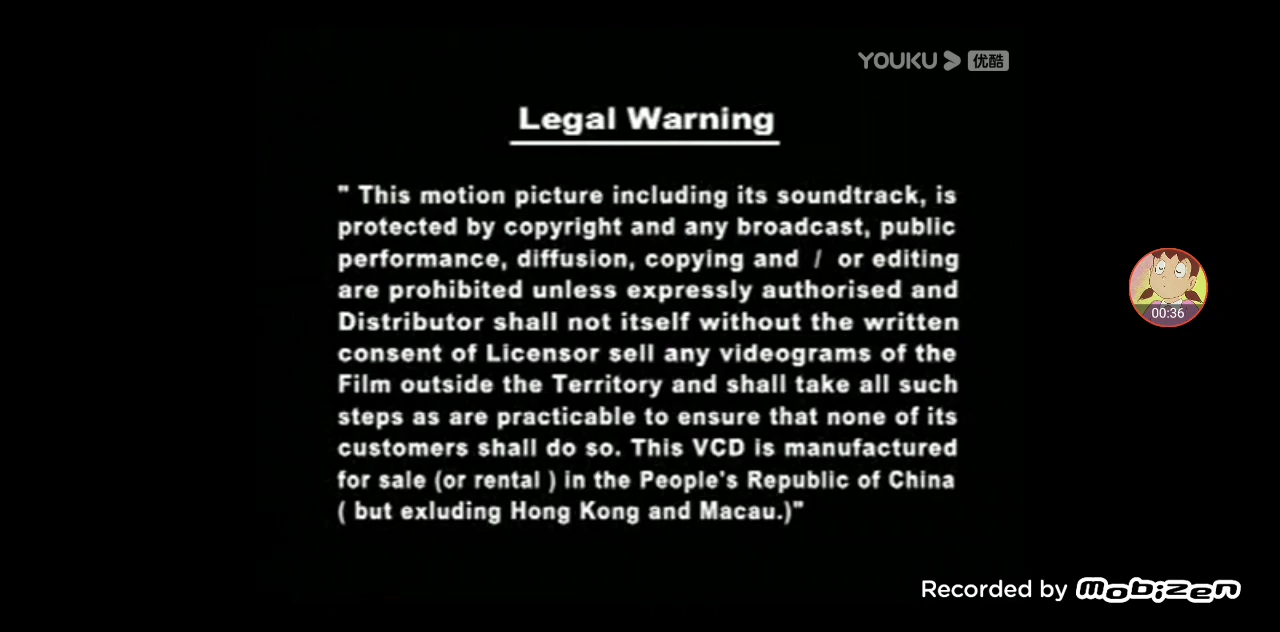 YOUKU 优酷
Legal Warning
" This motion picture including its soundtrack, is
protected by copyright and any broadcast, public
performance, diffusion, copying and / or editing
are prohibited unless expressly authorised and
Distributor shall not itself without the written
consent of Licensor sell any videograms of the
Film outside the Territory and shall take all such
steps as are practicable to ensure that none of its
customers shall do so. This VCD is manufactured
for sale (or rental ) in the People's Republic of China
( but exluding Hong Kong and Macau.)"
00:36
Recorded by Mobizen